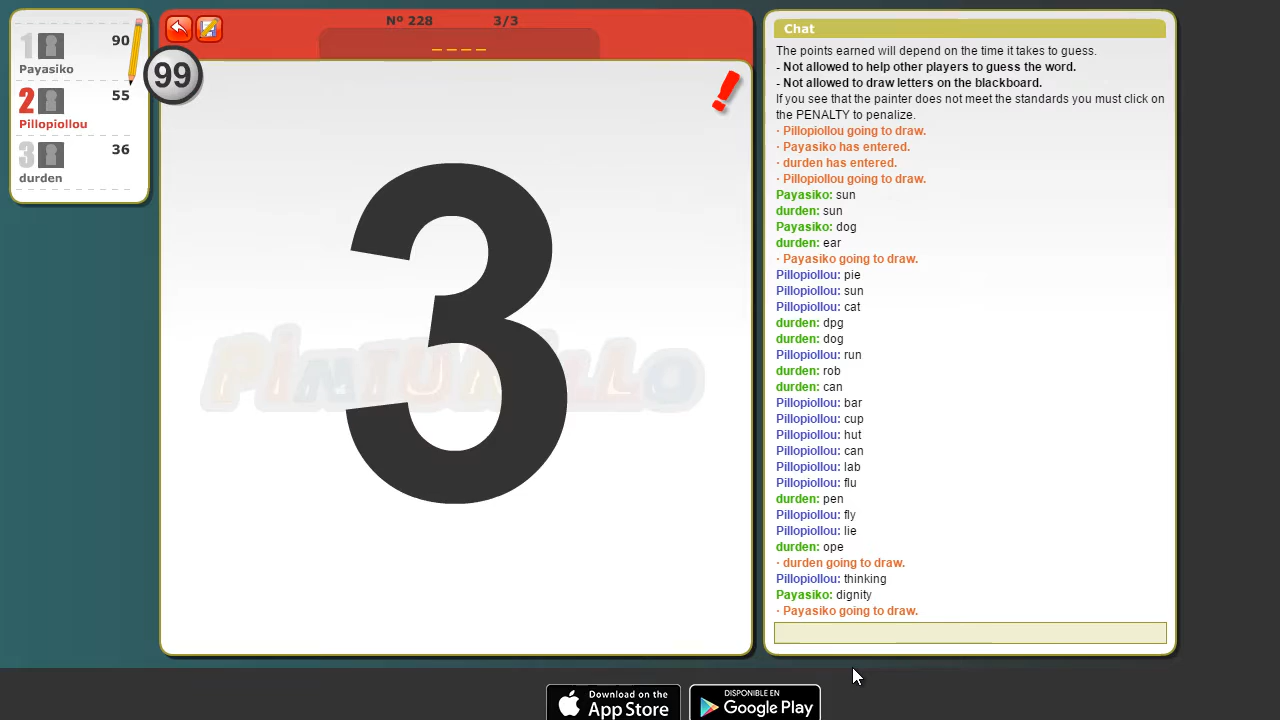 1
90
Payasiko
2
55
Pillopiollou
3
36
durden
99
Nº 228 3/3
_ _ _ _
3
PINTURILLO
Chat
The points earned will depend on the time it takes to guess.
- Not allowed to help other players to guess the word.
- Not allowed to draw letters on the blackboard.
If you see that the painter does not meet the standards you must click on
the PENALTY to penalize.
· Pillopiollou going to draw.
· Payasiko has entered.
· durden has entered.
· Pillopiollou going to draw.
Payasiko: sun
durden: sun
Payasiko: dog
durden: ear
· Payasiko going to draw.
Pillopiollou: pie
Pillopiollou: sun
Pillopiollou: cat
durden: dpg
durden: dog
Pillopiollou: run
durden: rob
durden: can
Pillopiollou: bar
Pillopiollou: cup
Pillopiollou: hut
Pillopiollou: can
Pillopiollou: lab
Pillopiollou: flu
durden: pen
Pillopiollou: fly
Pillopiollou: lie
durden: ope
· durden going to draw.
Pillopiollou: thinking
Payasiko: dignity
· Payasiko going to draw.
Download on the
App Store
DISPONIBLE EN
Google Play